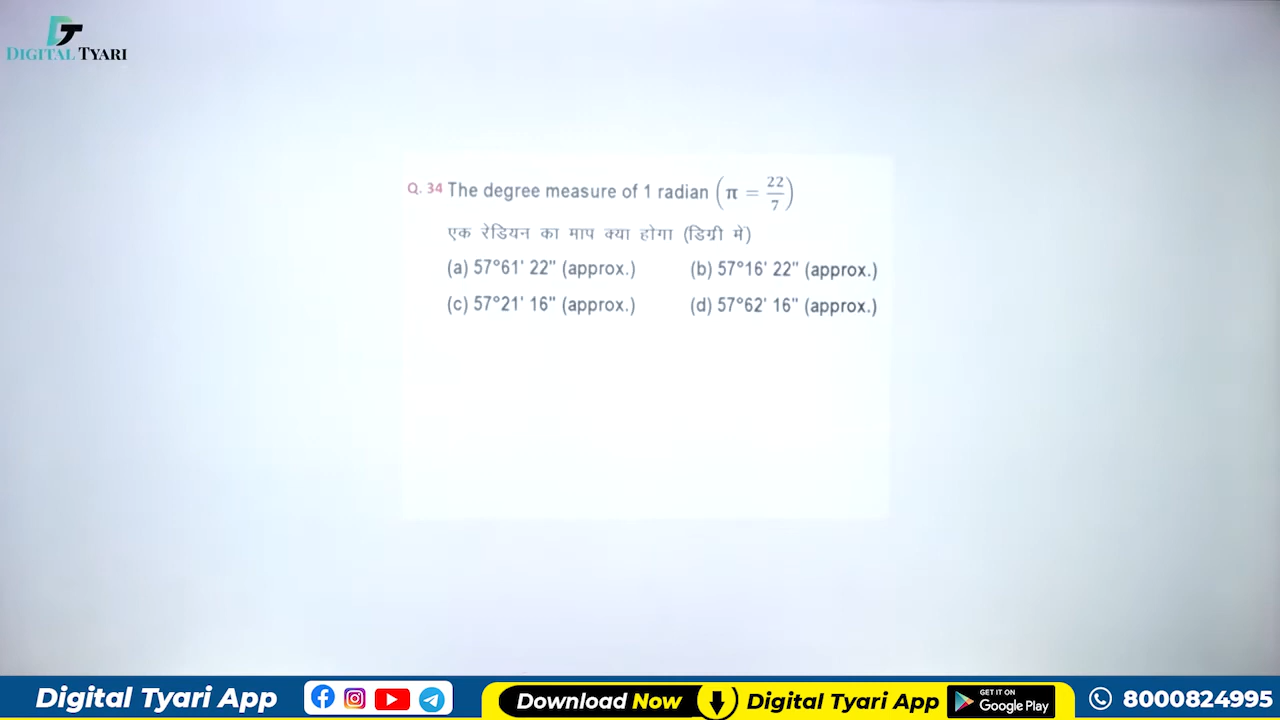 DT
DIGITAL TYARI
Q. 34 The degree measure of 1 radian (π = 22/7)
एक रेडियन का माप क्या होगा (डिग्री में)
(a) 57°61' 22" (approx.) (b) 57°16' 22" (approx.)
(c) 57°21' 16" (approx.) (d) 57°62' 16" (approx.)
Digital Tyari App Download Now Digital Tyari App GET IT ON Google Play 8000824995